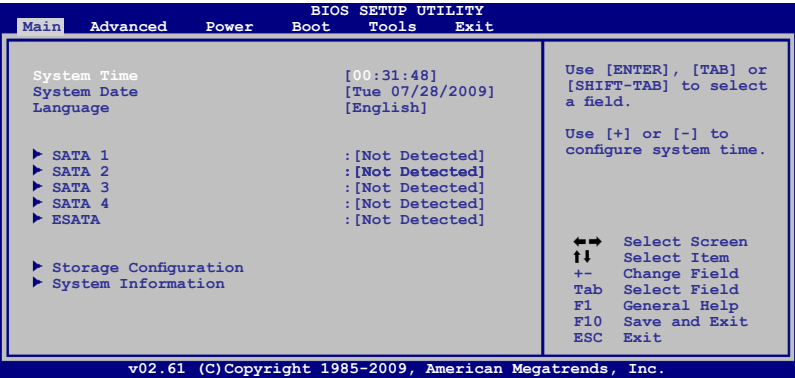 BIOS SETUP UTILITY
Main Advanced Power Boot Tools Exit
System Time [00:31:48]
System Date [Tue 07/28/2009]
Language [English]
SATA 1 :[Not Detected]
SATA 2 :[Not Detected]
SATA 3 :[Not Detected]
SATA 4 :[Not Detected]
ESATA :[Not Detected]
Storage Configuration
System Information
Use [ENTER], [TAB] or
[SHIFT-TAB] to select
a field.
Use [+] or [-] to
configure system time.
←→ Select Screen
↑↓ Select Item
+- Change Field
Tab Select Field
F1 General Help
F10 Save and Exit
ESC Exit
v02.61 (C)Copyright 1985-2009, American Megatrends, Inc.